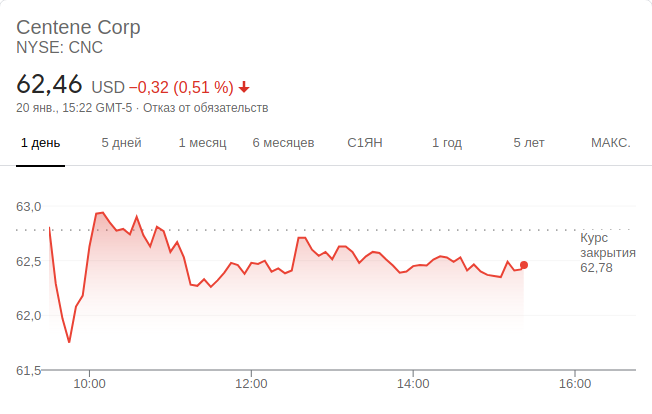 Centene Corp
NYSE: CNC
62,46 USD −0,32 (0,51 %)
20 янв., 15:22 GMT-5 · Отказ от обязательств
1 день 5 дней 1 месяц 6 месяцев С1ЯН 1 год 5 лет МАКС.
63,0
Курс
закрытия
62,5
62,78
62,0
61,5
10:00 12:00 14:00 16:00